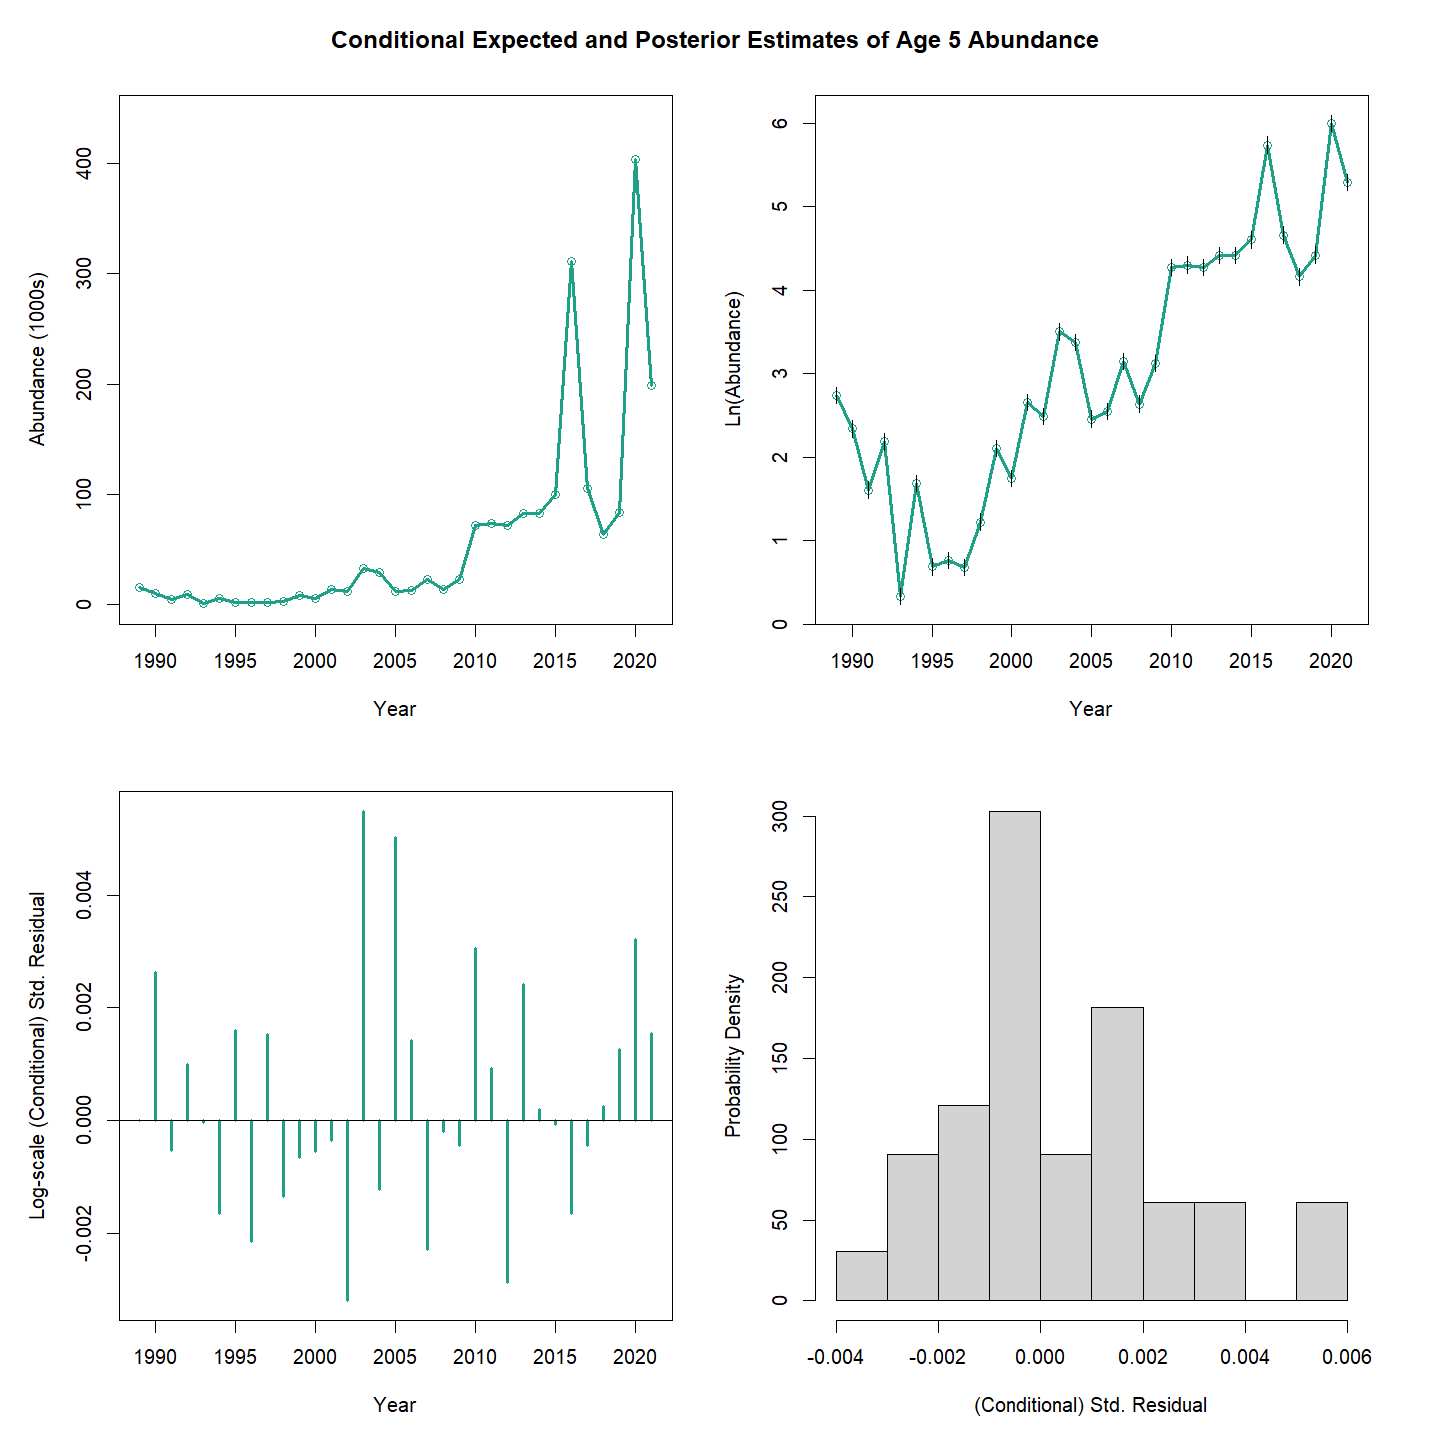 Conditional Expected and Posterior Estimates of Age 5 Abundance
Abundance (1000s)
400
300
200
100
0
1990 1995 2000 2005 2010 2015 2020
Year
Ln(Abundance)
6
5
4
3
2
1
0
1990 1995 2000 2005 2010 2015 2020
Year
Log-scale (Conditional) Std. Residual
0.004
0.002
0.000
-0.002
1990 1995 2000 2005 2010 2015 2020
Year
Probability Density
300
250
200
150
100
50
0
-0.004 -0.002 0.000 0.002 0.004 0.006
(Conditional) Std. Residual